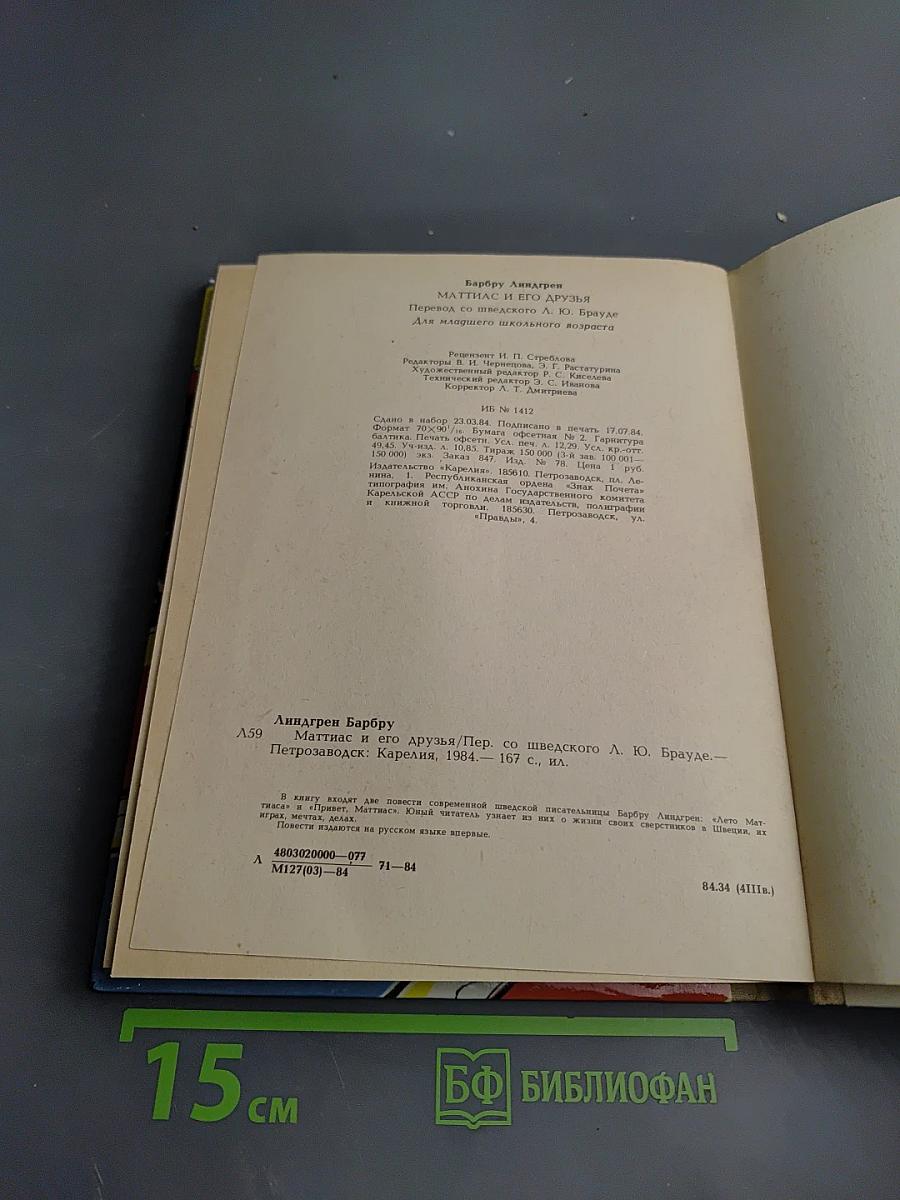 Барбру Линдгрен
МАТТИАС И ЕГО ДРУЗЬЯ
Перевод со шведского Л. Ю. Брауде
Для младшего школьного возраста
Рецензент И. П. Стреблова
Редакторы В. И. Чернецова, Э. Г. Растатурина
Художественный редактор Р. С. Киселева
Технический редактор Э. С. Иванова
Корректор Л. Т. Дмитриева
ИБ № 1412
Сдано в набор 23.03.84. Подписано в печать 17.07.84.
Формат 70×90¹/₁₆. Бумага офсетная № 2. Гарнитура
балтика. Печать офсетн. Усл. печ. л. 12,29. Усл. кр.-отт.
49,45. Уч-изд. л. 10,85. Тираж 150 000 (3-й зав. 100 001—
150 000) экз. Заказ 847. Изд. № 78. Цена 1 руб.
Издательство «Карелия». 185610. Петрозаводск, пл. Ле-
нина, 1. Республиканская ордена «Знак Почета»
типография им. Анохина Государственного комитета
Карельской АССР по делам издательств, полиграфии
и книжной торговли. 185630. Петрозаводск, ул.
«Правды», 4.
Линдгрен Барбру
Л59 Маттиас и его друзья/Пер. со шведского Л. Ю. Брауде.—
Петрозаводск: Карелия, 1984.— 167 с., ил.
В книгу входят две повести современной шведской писательницы Барбру Линдгрен: «Лето Мат-
тиаса» и «Привет, Маттиас». Юный читатель узнает из них о жизни своих сверстников в Швеции, их
играх, мечтах, делах.
Повести издаются на русском языке впервые.
Л 4803020000—077 71—84
М127(03)—84
84.34 (4Шв.)
15 см
БФ БИБЛИОФАН